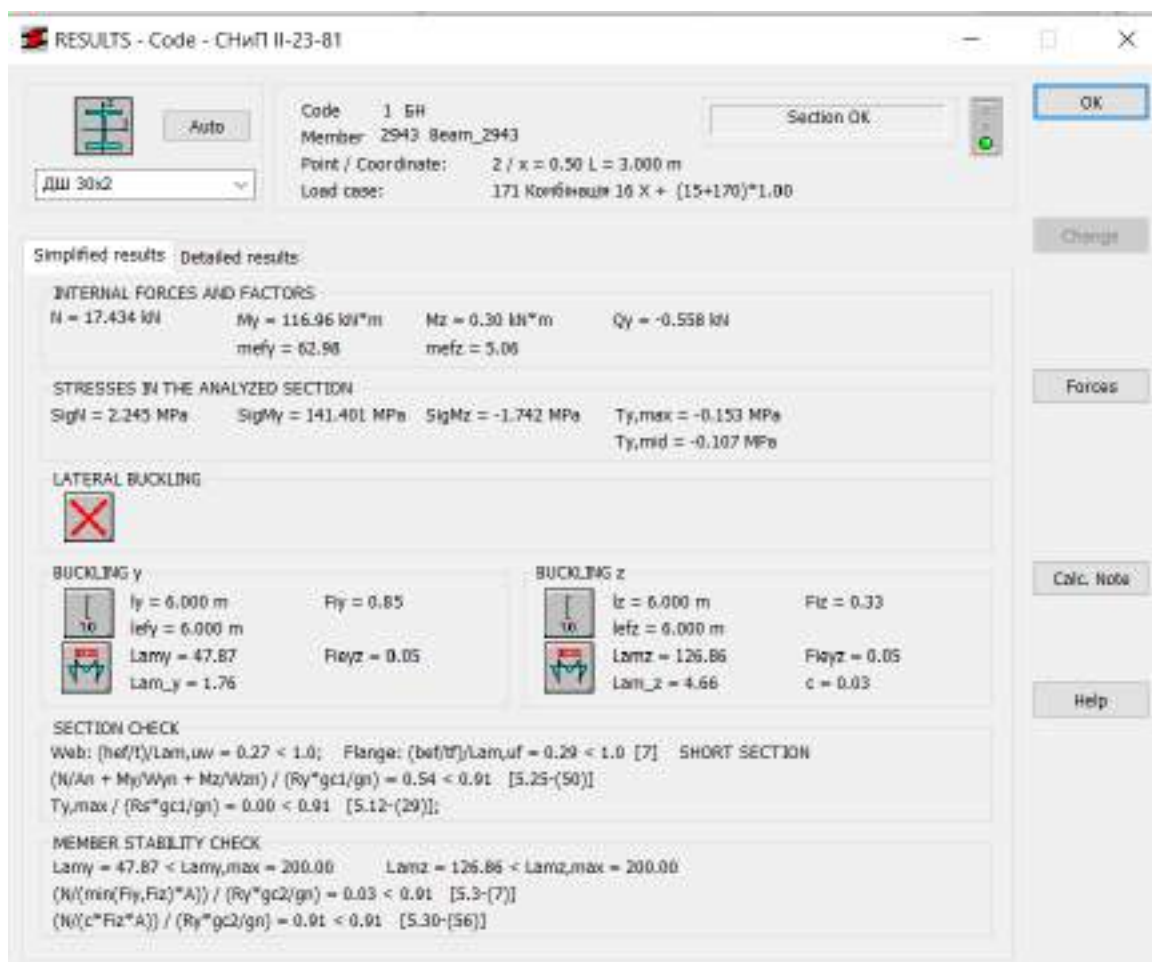 RESULTS - Code - СНиП II-23-81
Auto
ДШ 30x2
Code 1 БН
Member 2943 Beam_2943
Point / Coordinate: 2 / x = 0.50 L = 3.000 m
Load case: 171 Комбінація 16 X + (15+170)*1.00
Section OK
OK
Change
Forces
Calc. Note
Help
Simplified results Detailed results
INTERNAL FORCES AND FACTORS
N = 17.434 kN My = 116.96 kN*m Mz = 0.30 kN*m Qy = -0.558 kN
mefy = 62.98 mefz = 5.06
STRESSES IN THE ANALYZED SECTION
SigN = 2.245 MPa SigMy = 141.401 MPa SigMz = -1.742 MPa Ty,max = -0.153 MPa
Ty,mid = -0.107 MPa
LATERAL BUCKLING
BUCKLING y
ly = 6.000 m Fiy = 0.85
lefy = 6.000 m
Lamy = 47.87 Fieyz = 0.05
Lam_y = 1.76
BUCKLING z
lz = 6.000 m Fiz = 0.33
lefz = 6.000 m
Lamz = 126.86 Fieyz = 0.05
Lam_z = 4.66 c = 0.03
SECTION CHECK
Web: (hef/t)/Lam,uw = 0.27 < 1.0; Flange: (bef/tf)/Lam,uf = 0.29 < 1.0 [7] SHORT SECTION
(N/An + My/Wyn + Mz/Wzn) / (Ry*gc1/gn) = 0.54 < 0.91 [5.25-(50)]
Ty,max / (Rs*gc1/gn) = 0.00 < 0.91 [5.12-(29)];
MEMBER STABILITY CHECK
Lamy = 47.87 < Lamy,max = 200.00 Lamz = 126.86 < Lamz,max = 200.00
(N/(min(Fiy,Fiz)*A)) / (Ry*gc2/gn) = 0.03 < 0.91 [5.3-(7)]
(N/(c*Fiz*A)) / (Ry*gc2/gn) = 0.91 < 0.91 [5.30-(56)]